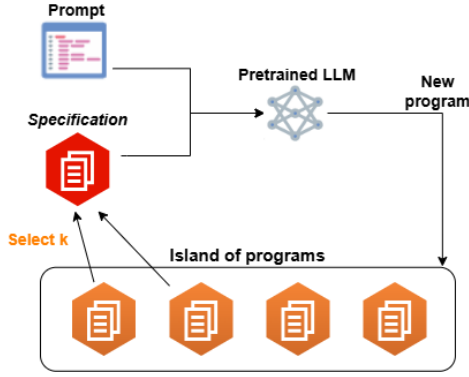 Prompt
Pretrained LLM
New
program
Specification
Select k
Island of programs